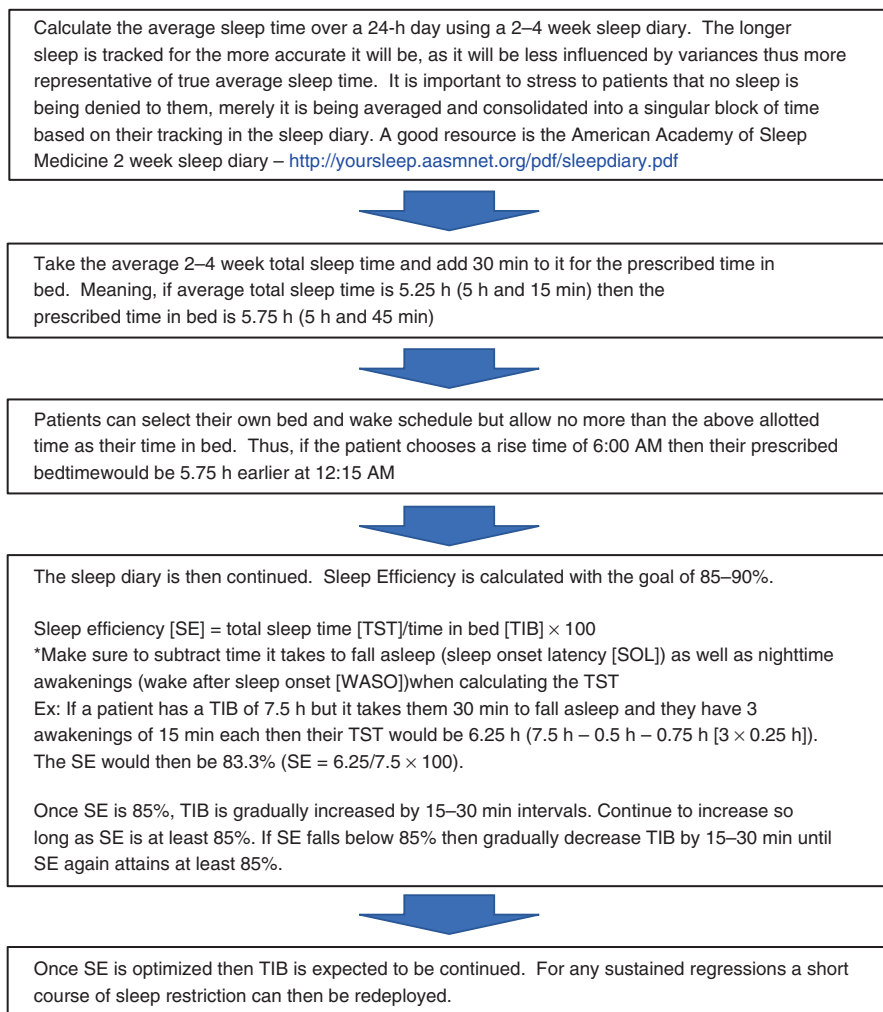 Calculate the average sleep time over a 24-h day using a 2–4 week sleep diary. The longer
sleep is tracked for the more accurate it will be, as it will be less influenced by variances thus more
representative of true average sleep time. It is important to stress to patients that no sleep is
being denied to them, merely it is being averaged and consolidated into a singular block of time
based on their tracking in the sleep diary. A good resource is the American Academy of Sleep
Medicine 2 week sleep diary – http://yoursleep.aasmnet.org/pdf/sleepdiary.pdf
Take the average 2–4 week total sleep time and add 30 min to it for the prescribed time in
bed. Meaning, if average total sleep time is 5.25 h (5 h and 15 min) then the
prescribed time in bed is 5.75 h (5 h and 45 min)
Patients can select their own bed and wake schedule but allow no more than the above allotted
time as their time in bed. Thus, if the patient chooses a rise time of 6:00 AM then their prescribed
bedtimewould be 5.75 h earlier at 12:15 AM
The sleep diary is then continued. Sleep Efficiency is calculated with the goal of 85–90%.
Sleep efficiency [SE] = total sleep time [TST]/time in bed [TIB] × 100
*Make sure to subtract time it takes to fall asleep (sleep onset latency [SOL]) as well as nighttime
awakenings (wake after sleep onset [WASO])when calculating the TST
Ex: If a patient has a TIB of 7.5 h but it takes them 30 min to fall asleep and they have 3
awakenings of 15 min each then their TST would be 6.25 h (7.5 h – 0.5 h – 0.75 h [3 × 0.25 h]).
The SE would then be 83.3% (SE = 6.25/7.5 × 100).
Once SE is 85%, TIB is gradually increased by 15–30 min intervals. Continue to increase so
long as SE is at least 85%. If SE falls below 85% then gradually decrease TIB by 15–30 min until
SE again attains at least 85%.
Once SE is optimized then TIB is expected to be continued. For any sustained regressions a short
course of sleep restriction can then be redeployed.